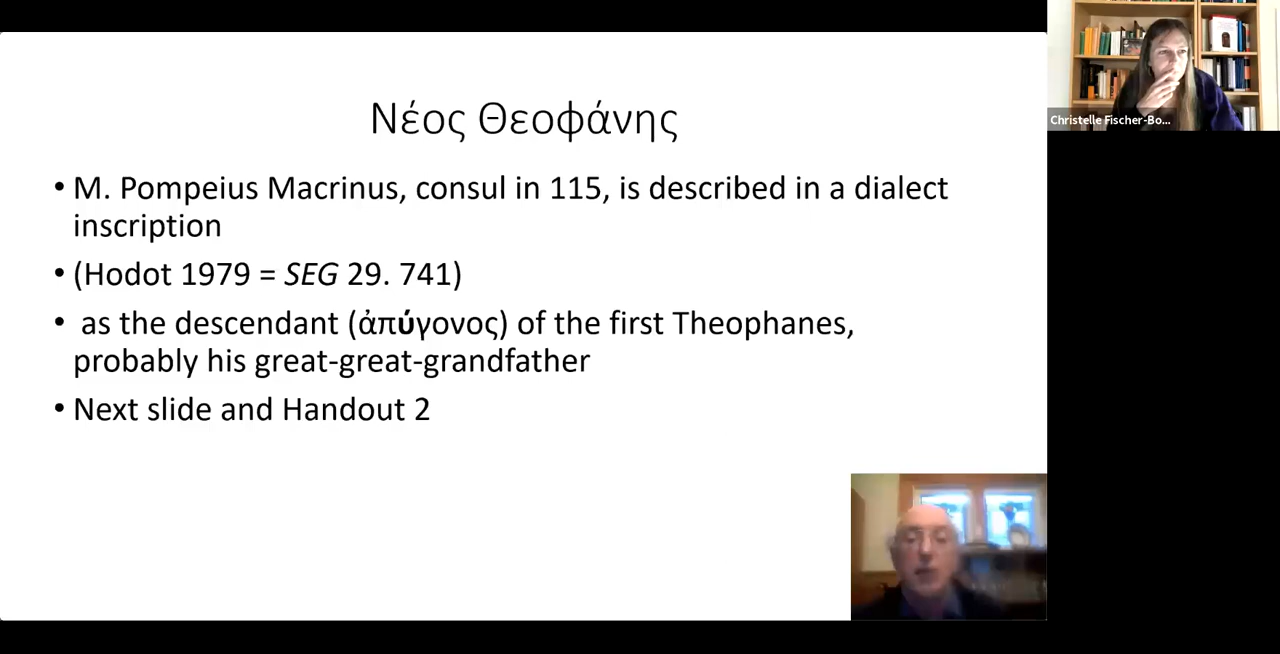 Νέος Θεοφάνης
• M. Pompeius Macrinus, consul in 115, is described in a dialect
inscription
• (Hodot 1979 = SEG 29. 741)
• as the descendant (ἀπύγονος) of the first Theophanes,
probably his great-great-grandfather
• Next slide and Handout 2
Christelle Fischer-Bo...